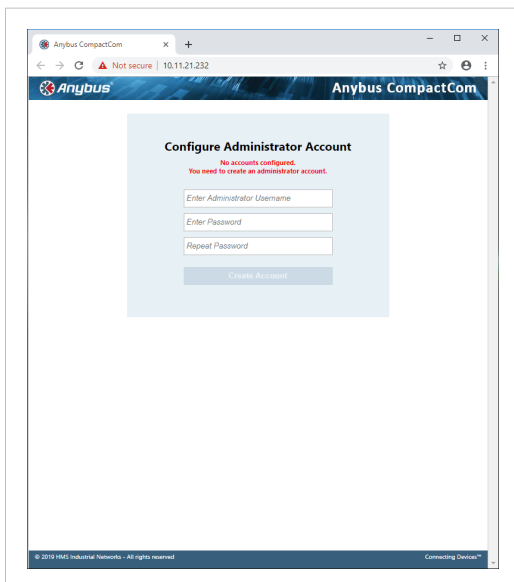 Anybus CompactCom
Not secure | 10.11.21.232
Anybus
Anybus CompactCom
Configure Administrator Account
No accounts configured.
You need to create an administrator account.
Enter Administrator Username
Enter Password
Repeat Password
Create Account
© 2019 HMS Industrial Networks - All rights reserved
Connecting Devices™